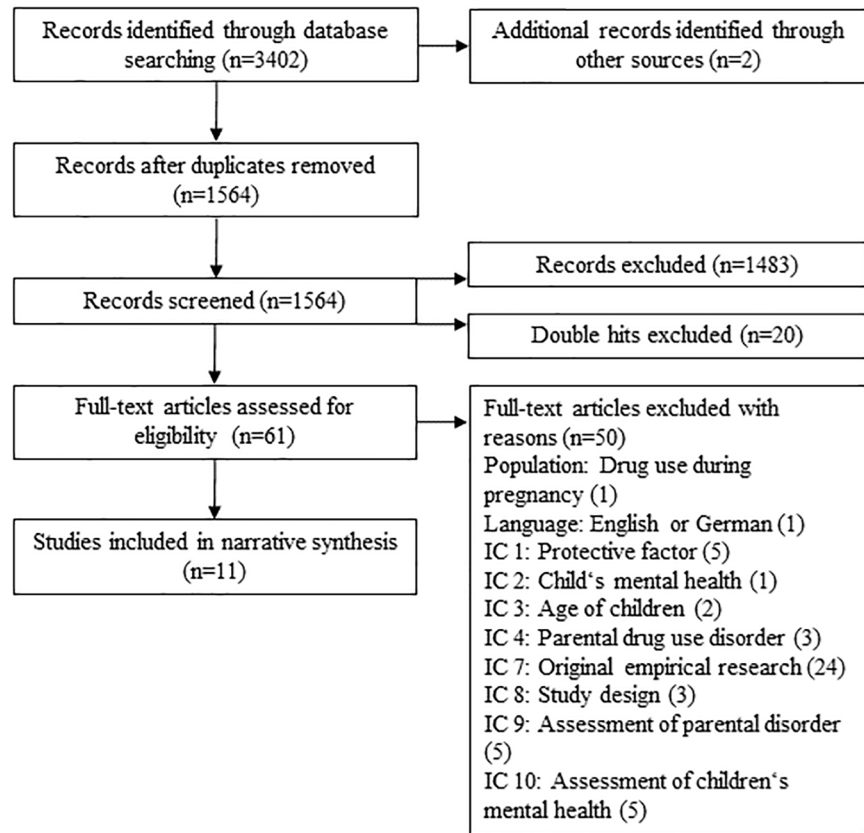 Records identified through database
searching (n=3402)
Additional records identified through
other sources (n=2)
Records after duplicates removed
(n=1564)
Records excluded (n=1483)
Records screened (n=1564)
Double hits excluded (n=20)
Full-text articles assessed for
eligibility (n=61)
Full-text articles excluded with
reasons (n=50)
Population: Drug use during
pregnancy (1)
Language: English or German (1)
IC 1: Protective factor (5)
IC 2: Child‘s mental health (1)
IC 3: Age of children (2)
IC 4: Parental drug use disorder (3)
IC 7: Original empirical research (24)
IC 8: Study design (3)
IC 9: Assessment of parental disorder
(5)
IC 10: Assessment of children‘s
mental health (5)
Studies included in narrative synthesis
(n=11)